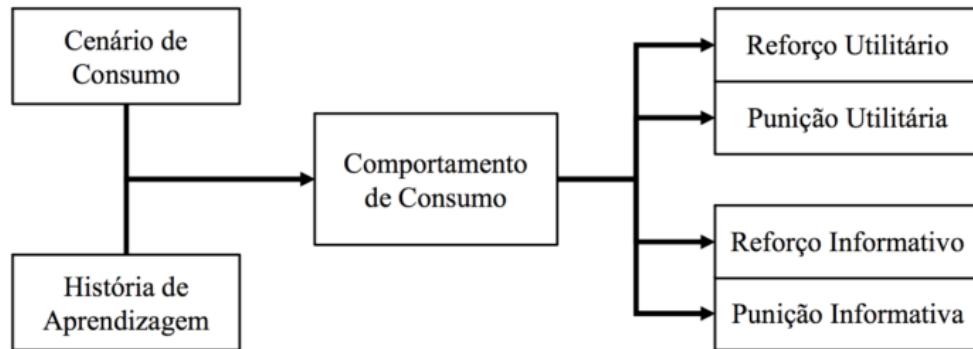 Cenário de
Consumo
História de
Aprendizagem
Comportamento
de Consumo
Reforço Utilitário
Punição Utilitária
Reforço Informativo
Punição Informativa